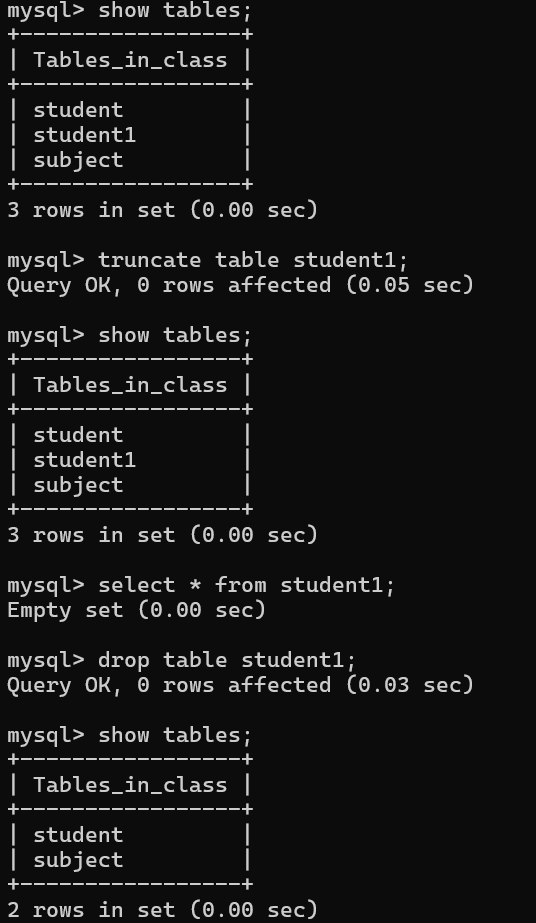 mysql> show tables;
+-----------------+
| Tables_in_class |
+-----------------+
| student         |
| student1        |
| subject         |
+-----------------+
3 rows in set (0.00 sec)

mysql> truncate table student1;
Query OK, 0 rows affected (0.05 sec)

mysql> show tables;
+-----------------+
| Tables_in_class |
+-----------------+
| student         |
| student1        |
| subject         |
+-----------------+
3 rows in set (0.00 sec)

mysql> select * from student1;
Empty set (0.00 sec)

mysql> drop table student1;
Query OK, 0 rows affected (0.03 sec)

mysql> show tables;
+-----------------+
| Tables_in_class |
+-----------------+
| student         |
| subject         |
+-----------------+
2 rows in set (0.00 sec)